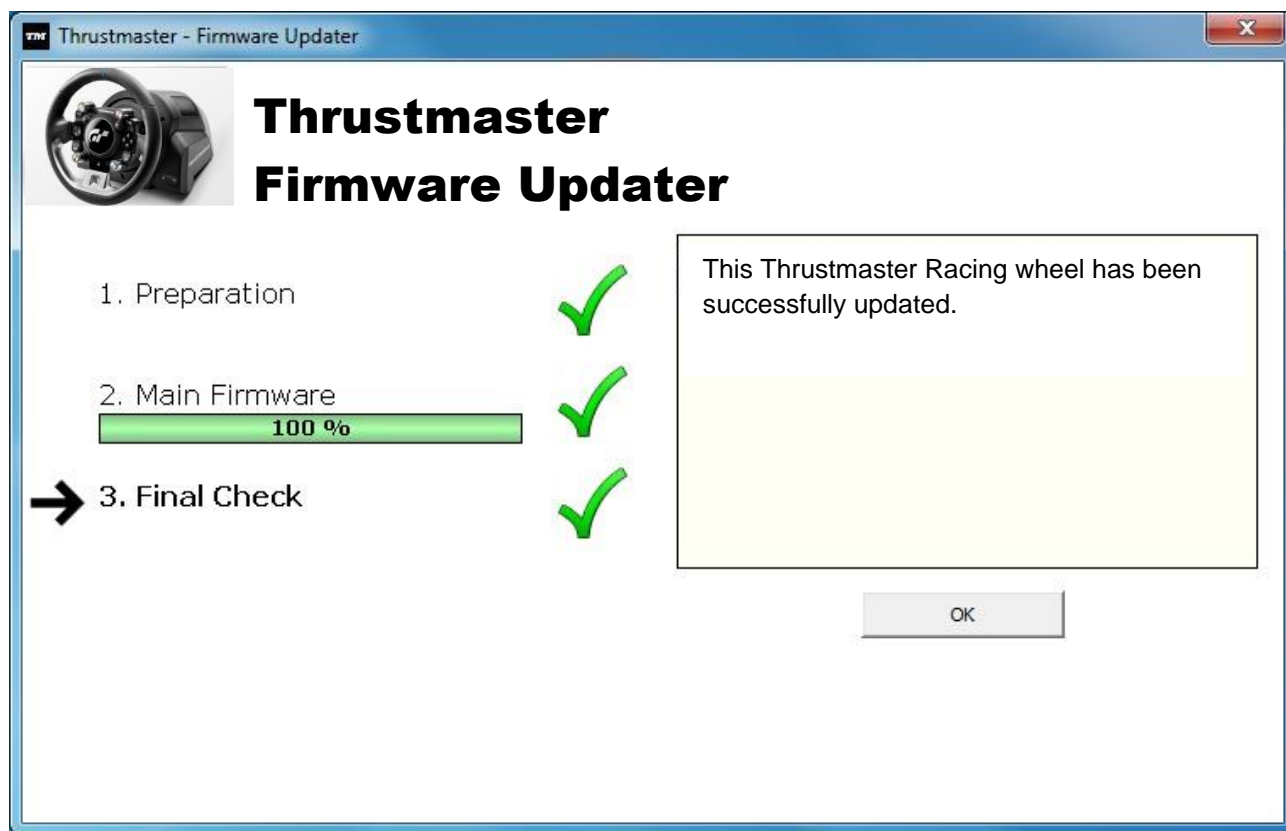 Thrustmaster - Firmware Updater
Thrustmaster
Firmware Updater
1. Preparation
2. Main Firmware
100 %
3. Final Check
This Thrustmaster Racing wheel has been
successfully updated.
OK